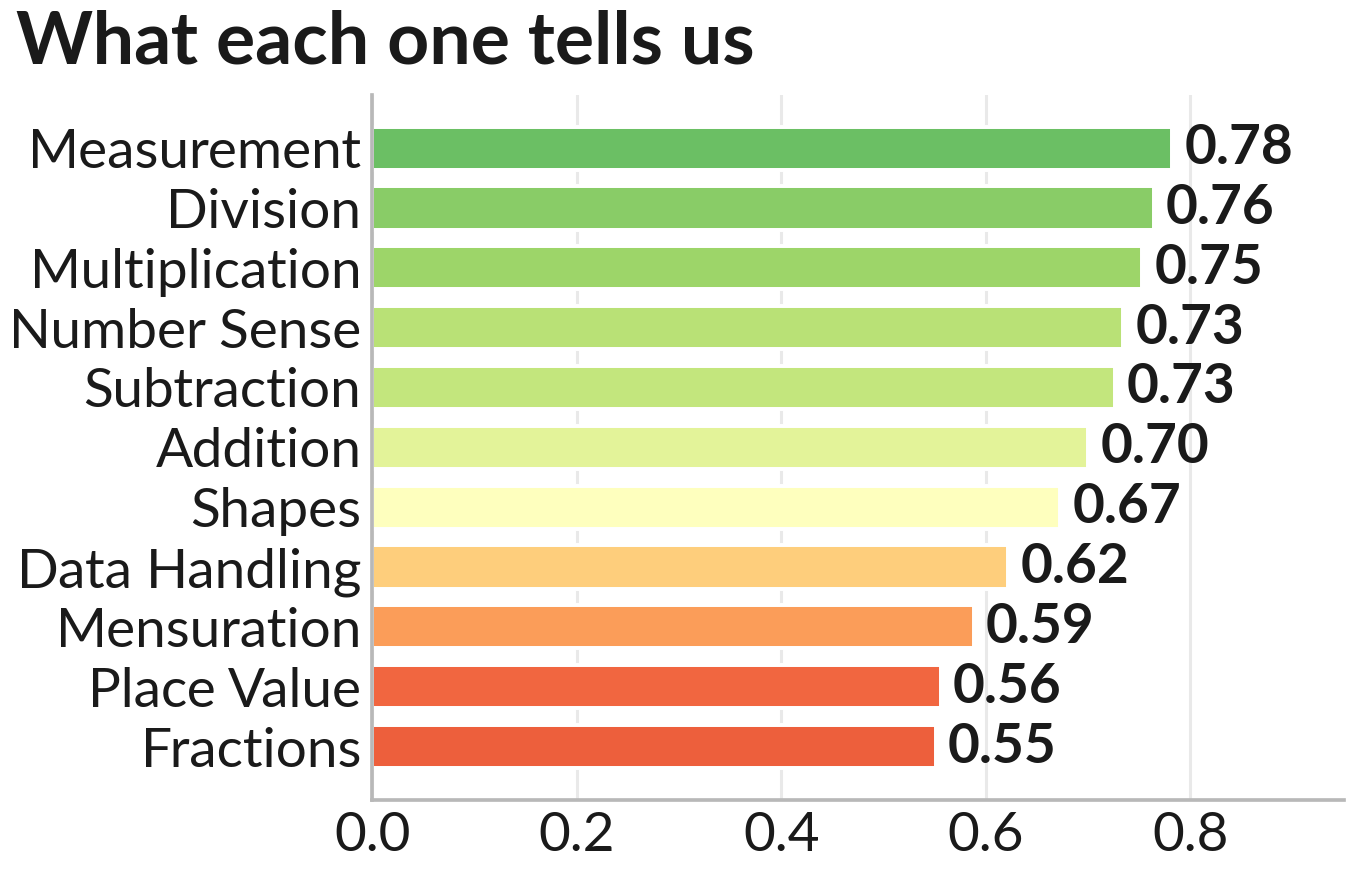 What each one tells us
Measurement 0.78
Division 0.76
Multiplication 0.75
Number Sense 0.73
Subtraction 0.73
Addition 0.70
Shapes 0.67
Data Handling 0.62
Mensuration 0.59
Place Value 0.56
Fractions 0.55
0.0 0.2 0.4 0.6 0.8